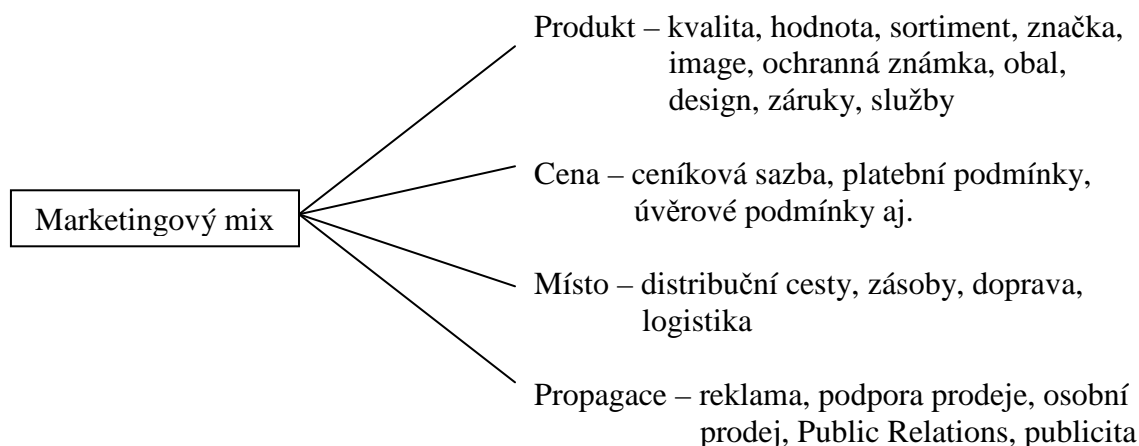 Produkt – kvalita, hodnota, sortiment, značka,
image, ochranná známka, obal,
design, záruky, služby
Cena – ceníková sazba, platební podmínky,
úvěrové podmínky aj.
Marketingový mix
Místo – distribuční cesty, zásoby, doprava,
logistika
Propagace – reklama, podpora prodeje, osobní
prodej, Public Relations, publicita